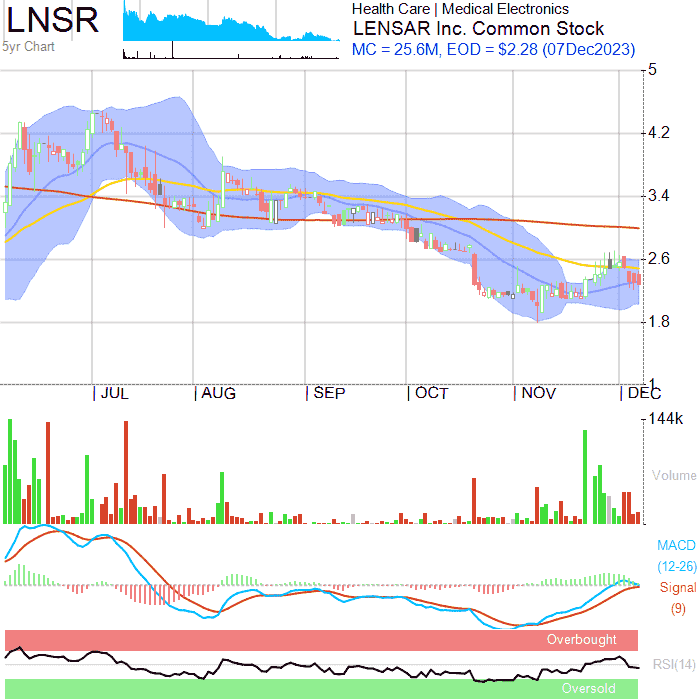 LNSR
5yr Chart
Health Care | Medical Electronics
LENSAR Inc. Common Stock
MC = 25.6M, EOD = $2.28 (07Dec2023)
5
4.2
3.4
2.6
1.8
1
JUL
AUG
SEP
OCT
NOV
DEC
144k
Volume
MACD
(12-26)
Signal
(9)
Overbought
RSI(14)
Oversold